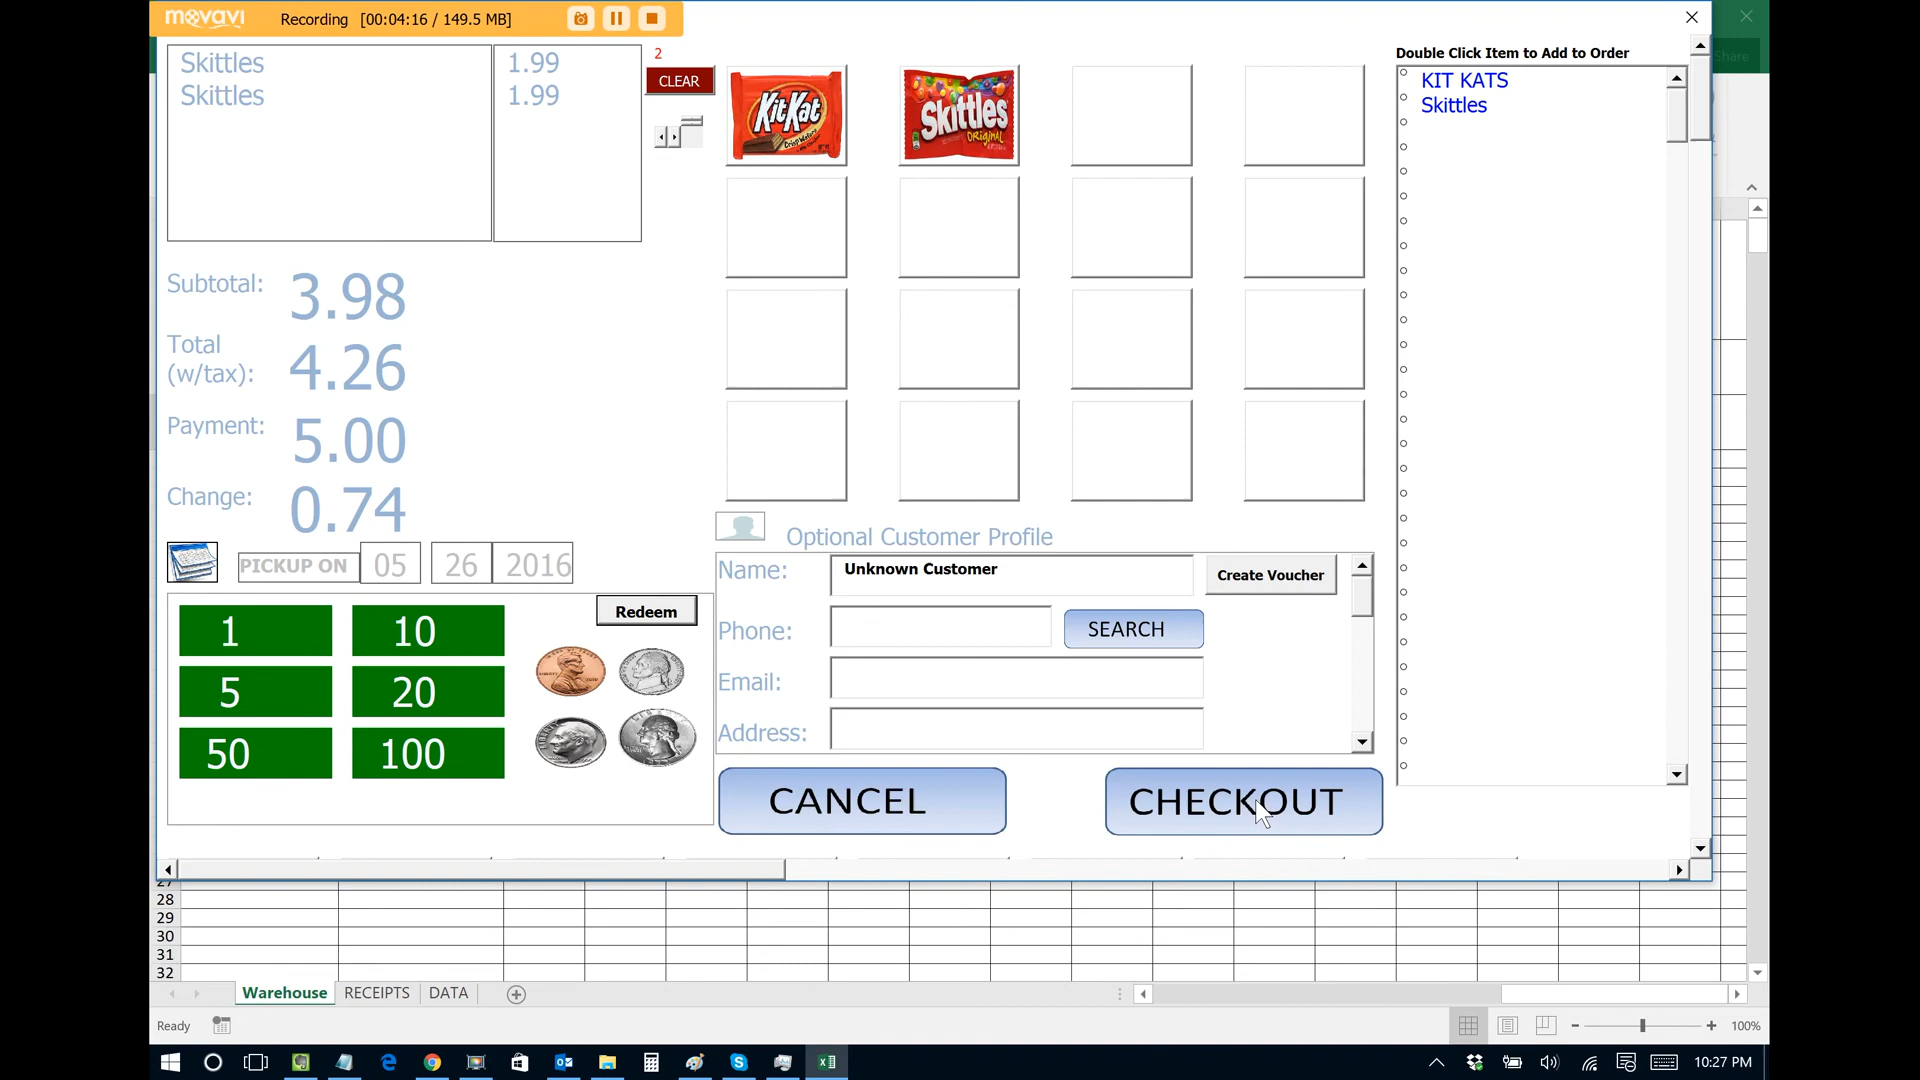 movavi
Recording [00:04:16 / 149.5 MB]
Skittles 1.99
Skittles 1.99
2
CLEAR
KitKat
Crisp Wafers
Skittles
ORIGINAL
Double Click Item to Add to Order
KIT KATS
Skittles
Share
Subtotal: 3.98
Total (w/tax): 4.26
Payment: 5.00
Change: 0.74
PICKUP ON 05 26 2016
Redeem
1 10
5 20
50 100
Optional Customer Profile
Name: Unknown Customer
Create Voucher
Phone:
SEARCH
Email:
Address:
CANCEL
CHECKOUT
27
28
29
30
31
32
Warehouse RECEIPTS DATA
Ready
100%
10:27 PM